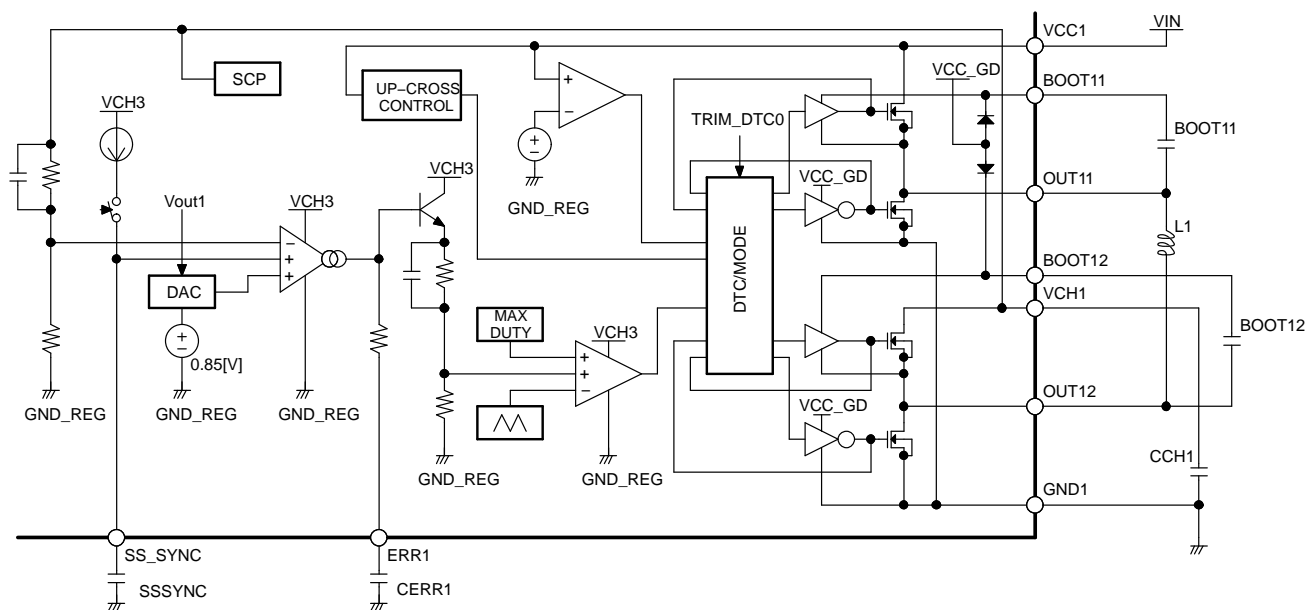 VCC1
VIN
SCP
VCH3
UP-CROSS
CONTROL
VCC_GD
BOOT11
BOOT11
TRIM_DTC0
VCH3
GND_REG
VCC_GD
OUT11
Vout1
VCH3
L1
BOOT12
DAC
DTC/MODE
MAX
DUTY
VCH3
VCH1
BOOT12
0.85[V]
GND_REG
GND_REG
GND_REG
OUT12
VCC_GD
GND_REG
GND_REG
CCH1
GND1
SS_SYNC
ERR1
SSSYNC
CERR1